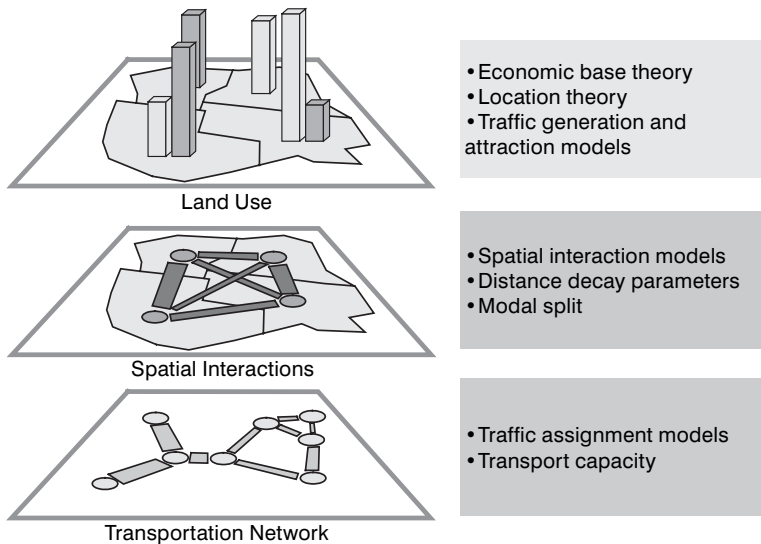 • Economic base theory
• Location theory
• Traffic generation and
attraction models
Land Use
• Spatial interaction models
• Distance decay parameters
• Modal split
Spatial Interactions
• Traffic assignment models
• Transport capacity
Transportation Network